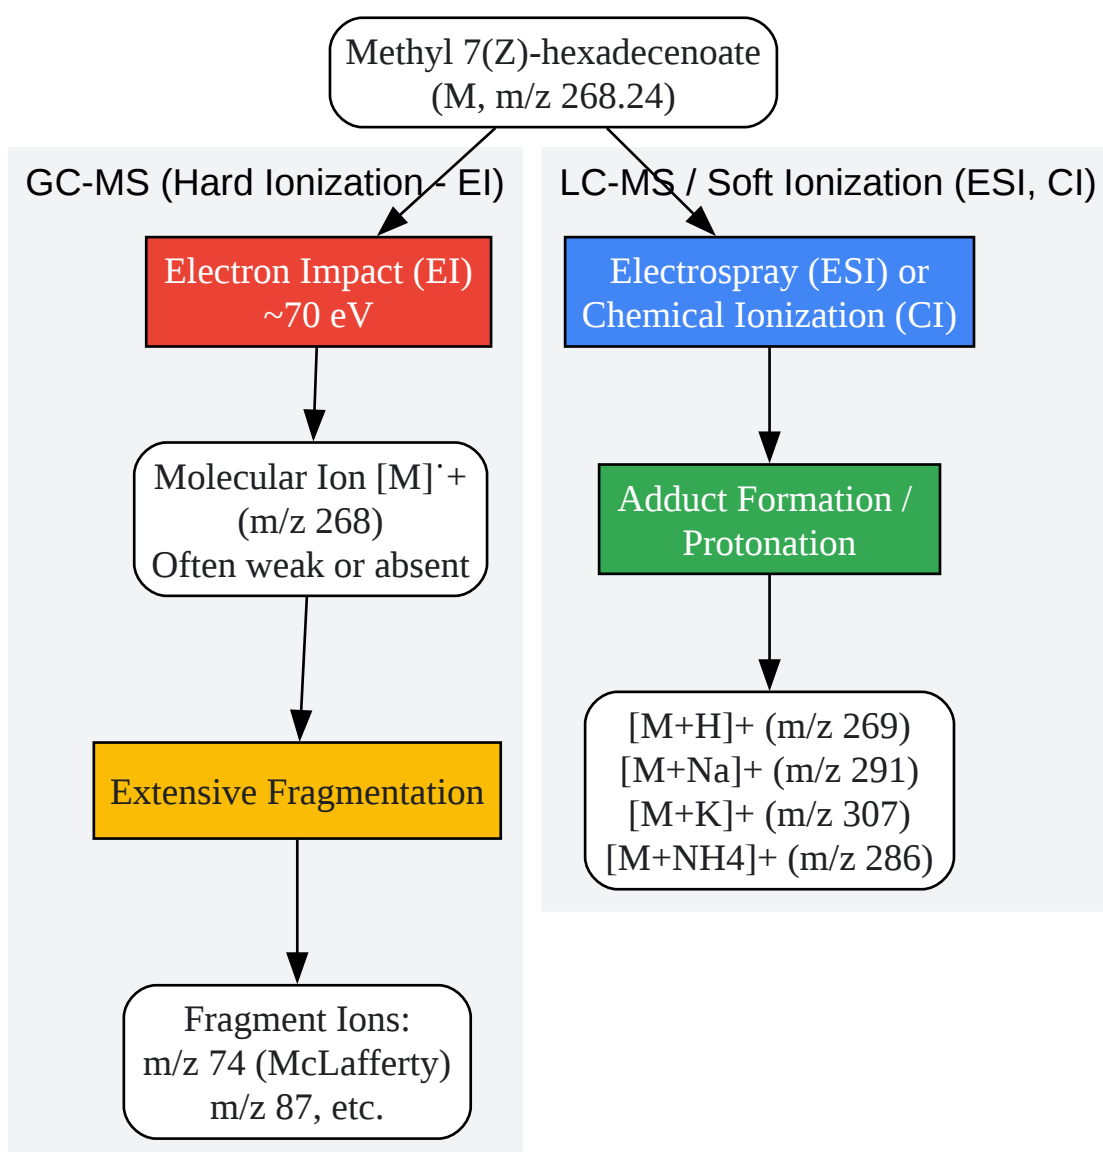 Methyl 7(Z)-hexadecenoate
(M, m/z 268.24)
GC-MS (Hard Ionization - EI)
Electron Impact (EI)
~70 eV
Molecular Ion [M]˙+
(m/z 268)
Often weak or absent
Extensive Fragmentation
Fragment Ions:
m/z 74 (McLafferty)
m/z 87, etc.
LC-MS / Soft Ionization (ESI, CI)
Electrospray (ESI) or
Chemical Ionization (CI)
Adduct Formation /
Protonation
[M+H]+ (m/z 269)
[M+Na]+ (m/z 291)
[M+K]+ (m/z 307)
[M+NH4]+ (m/z 286)